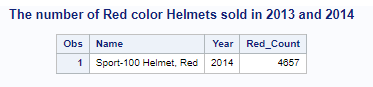 The number of Red color Helmets sold in 2013 and 2014
Obs Name Year Red_Count
1 Sport-100 Helmet, Red 2014 4657